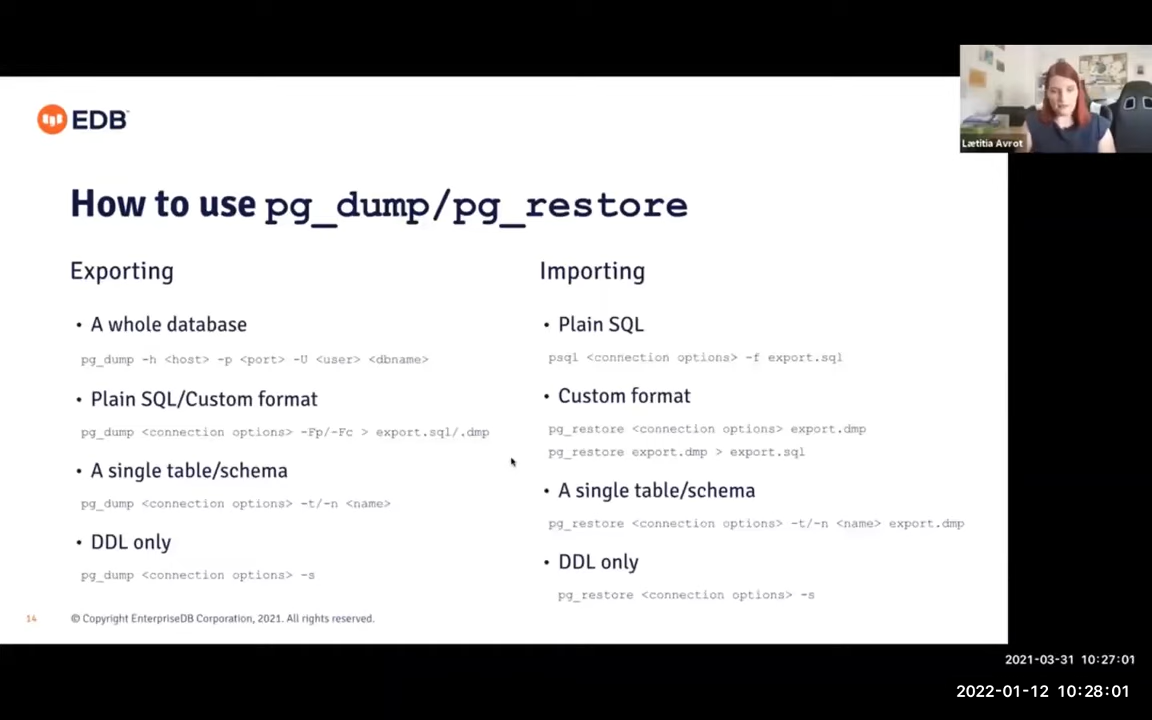 EDB
Lætitia Avrot
How to use pg_dump/pg_restore
Exporting
• A whole database
pg_dump -h <host> -p <port> -U <user> <dbname>
• Plain SQL/Custom format
pg_dump <connection options> -Fp/-Fc > export.sql/.dmp
• A single table/schema
pg_dump <connection options> -t/-n <name>
• DDL only
pg_dump <connection options> -s
Importing
• Plain SQL
psql <connection options> -f export.sql
• Custom format
pg_restore <connection options> export.dmp
pg_restore export.dmp > export.sql
• A single table/schema
pg_restore <connection options> -t/-n <name> export.dmp
• DDL only
pg_restore <connection options> -s
14 © Copyright EnterpriseDB Corporation, 2021. All rights reserved.
2021-03-31 10:27:01
2022-01-12 10:28:01